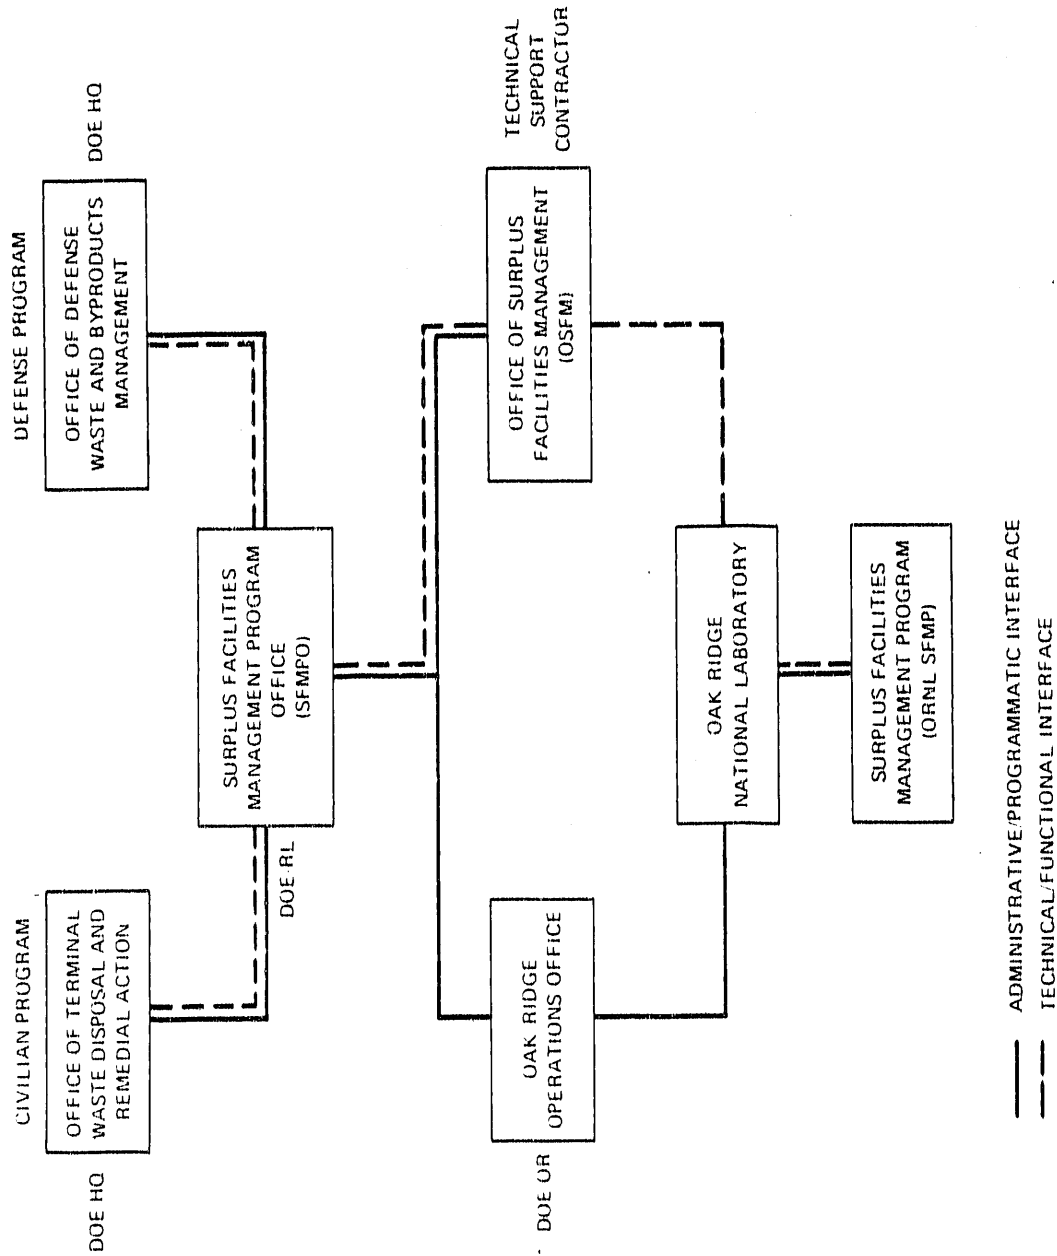 CIVILIAN PROGRAM
DEFENSE PROGRAM
DOE HQ
OFFICE OF TERMINAL
WASTE DISPOSAL AND
REMEDIAL ACTION
OFFICE OF DEFENSE
WASTE AND BYPRODUCTS
MANAGEMENT
DOE HQ
SURPLUS FACILITIES
MANAGEMENT PROGRAM
OFFICE
(SFMPO)
DOE-RL
DOE OR
OAK RIDGE
OPERATIONS OFFICE
OFFICE OF SURPLUS
FACILITIES MANAGEMENT
(OSFM)
TECHNICAL
SUPPORT
CONTRACTOR
OAK RIDGE
NATIONAL LABORATORY
SURPLUS FACILITIES
MANAGEMENT PROGRAM
(ORNL SFMP)
ADMINISTRATIVE/PROGRAMMATIC INTERFACE
TECHNICAL/FUNCTIONAL INTERFACE